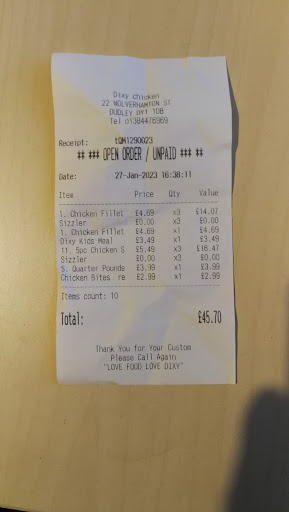 Dixy chicken
22 WOLVERHAMTON ST
DUDLEY DY1 1DB
Tel 01384476969
Receipt: tQM1290023
## ### OPEN ORDER / UNPAID ### ##
Date: 27-Jan-2023 16:38:11
Item Price Qty Value
1. Chicken Fillet £4.69 x3 £14.07
Sizzler £0.00 x3 £0.00
1. Chicken Fillet £4.69 x1 £4.69
Dixy Kids Meal £3.49 x1 £3.49
11. 5pc Chicken S £5.49 x3 £16.47
Sizzler £0.00 x3 £0.00
5. Quarter Pounde £3.99 x1 £3.99
Chicken Bites re £2.99 x1 £2.99
Items count: 10
Total: £45.70
Thank You for Your Custom
Please Call Again
"LOVE FOOD LOVE DIXY"